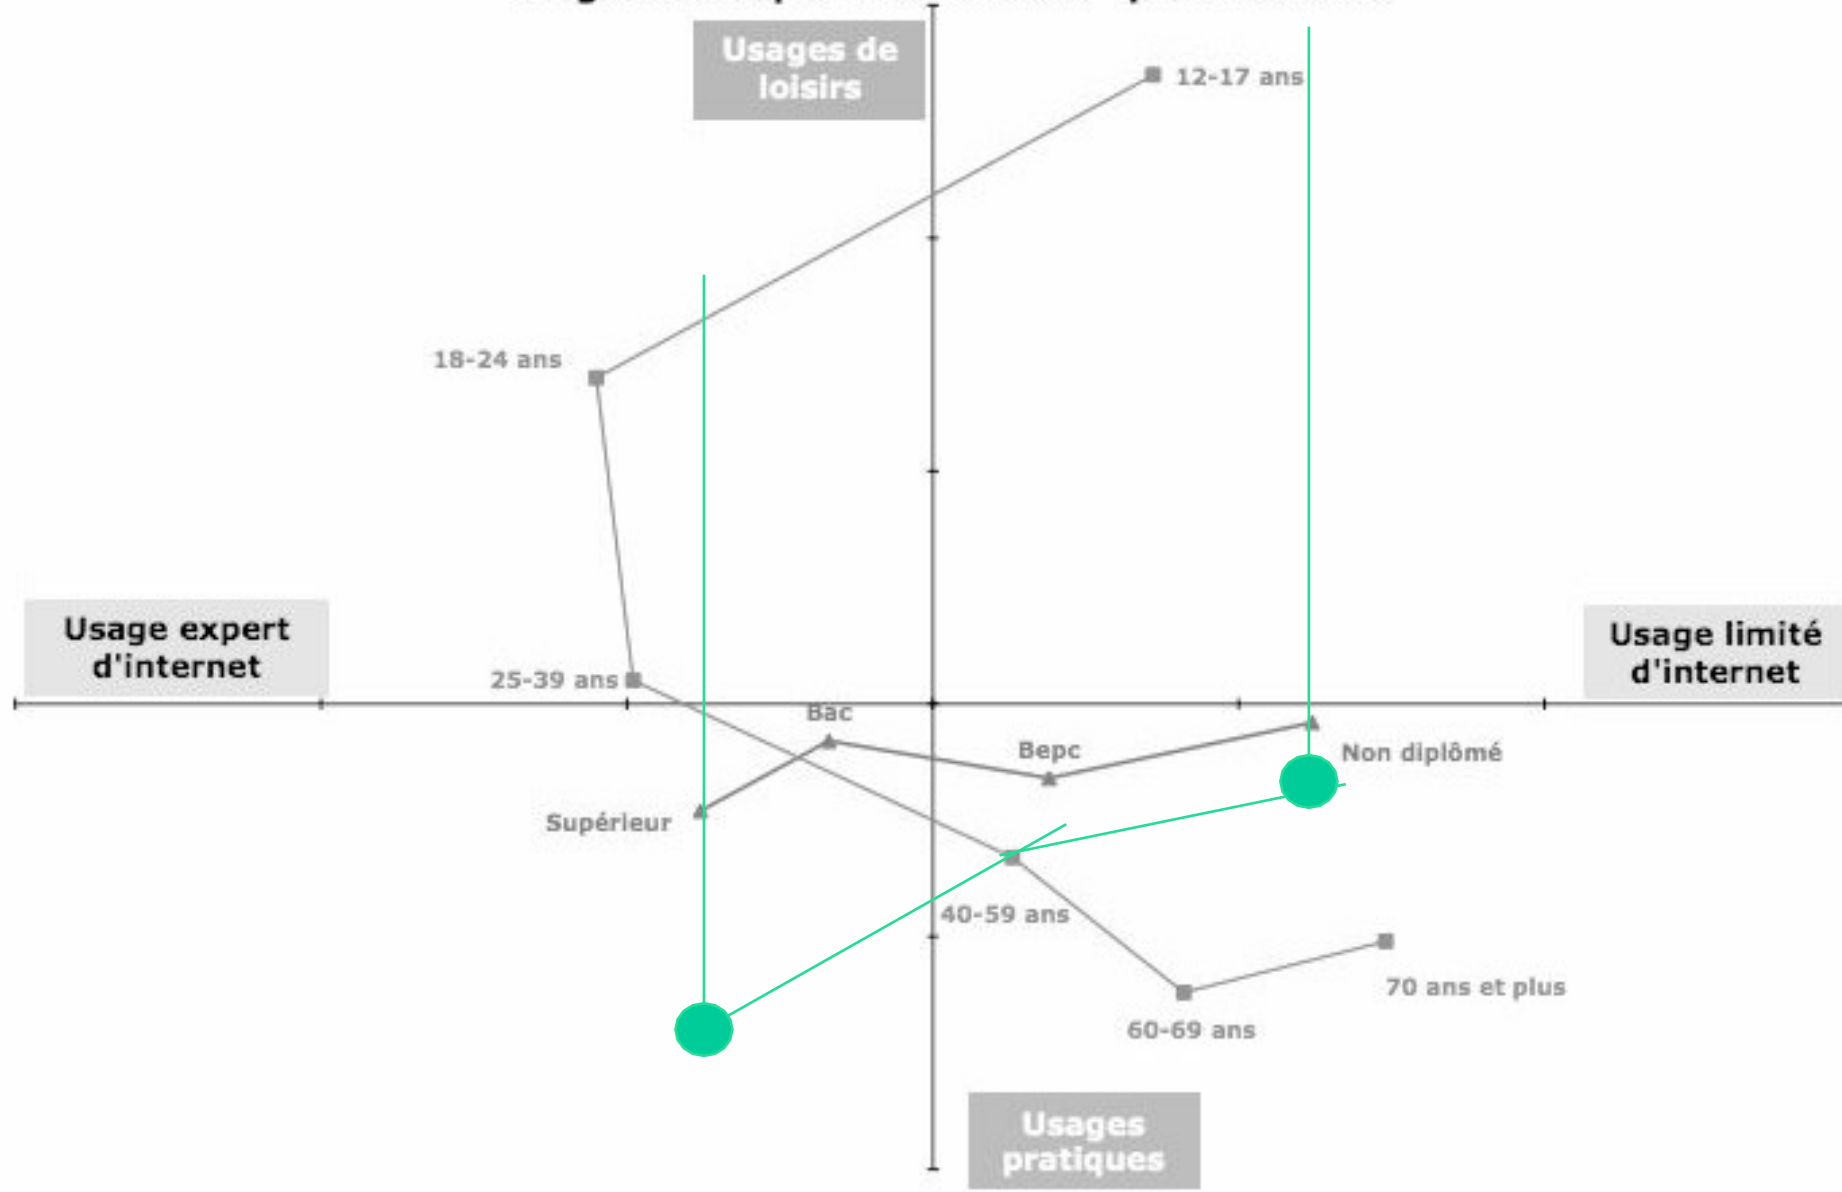 Usages de
loisirs
12-17 ans
18-24 ans
Usage expert
d'internet
Usage limité
d'internet
25-39 ans
Bac
Bepc
Non diplômé
Supérieur
40-59 ans
70 ans et plus
60-69 ans
Usages
pratiques